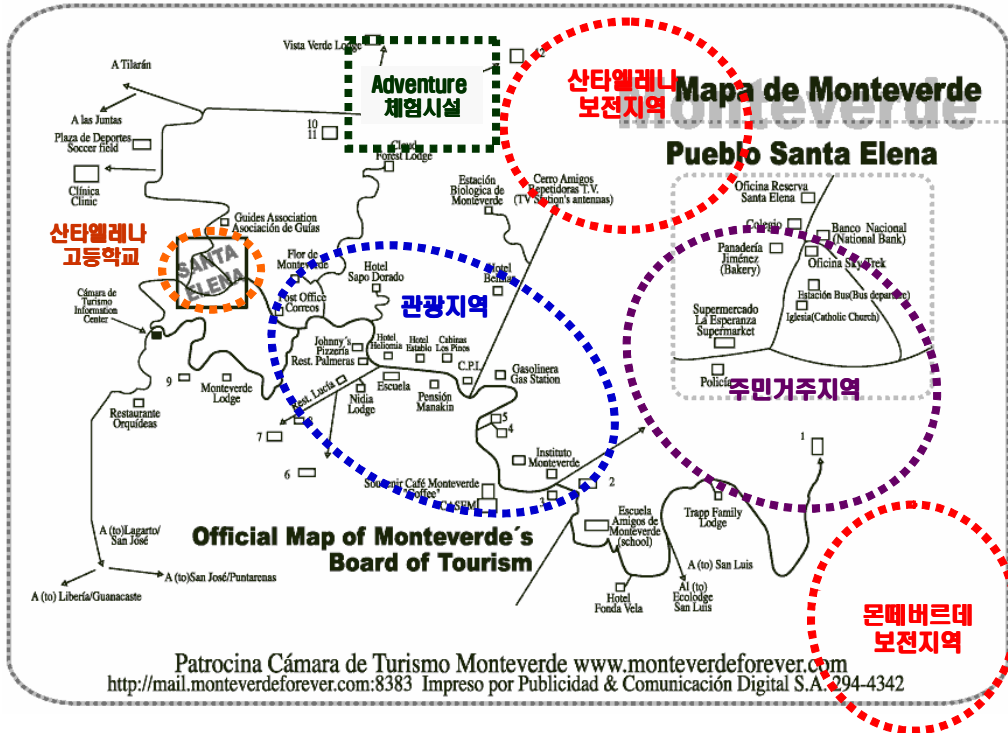 Vista Verde Lodge
12
A Tilarán
Adventure
체험시설
산타엘레나
보전지역
Mapa de Monteverde
Monteverde
A las Juntas
Plaza de Deportes
Soccer field
10
11
Cloud
Forest Lodge
Pueblo Santa Elena
Clínica
Clinic
Estación
Biologica de
Monteverde
Cerro Amigos
Repetidoras T.V.
(TV Station's antennas)
Oficina Reserva
Santa Elena
Colegio
Banco Nacional
(National Bank)
Panadería
Jiménez
(Bakery)
Oficina Sky Trek
Estación Bus(Bus departure)
Iglesia(Catholic Church)
Supermercado
La Esperanza
Supermarket
Policía
주민거주지역
Guides Association
Asociación de Guías
산타엘레나
고등학교
SANTA
ELENA
Flor de
Monteverde
Hotel
Sapo Dorado
Hotel
Belmar
Post Office
Correos
관광지역
Cámara de
Turismo
Information
Center
Johnny´s
Pizzería
Rest. Palmeras
Hotel
Heliconia
Hotel
Establo
Cabinas
Los Pinos
C.P.I.
Gasolinera
Gas Station
9
Monteverde
Lodge
Rest. Lucía
Nidia
Lodge
Escuela
Pensión
Manakin
Restaurante
Orquídeas
8
7
6
5
4
Instituto
Monteverde
3
2
1
Souvenir Café Monteverde
"Coffee"
CASEM
Trapp Family
Lodge
Escuela
Amigos de
Monteverde
(school)
Official Map of Monteverde´s
Board of Tourism
A (to)Lagarto/
San José
A (to)San José/Puntarenas
A (to) Libería/Guanacaste
A (to) San Luis
Al (to)
Ecolodge
San Luis
Hotel
Fonda Vela
몬떼버르데
보전지역
Patrocina Cámara de Turismo Monteverde www.monteverdeforever.com
http://mail.monteverdeforever.com:8383 Impreso por Publicidad & Comunicación Digital S.A. 294-4342